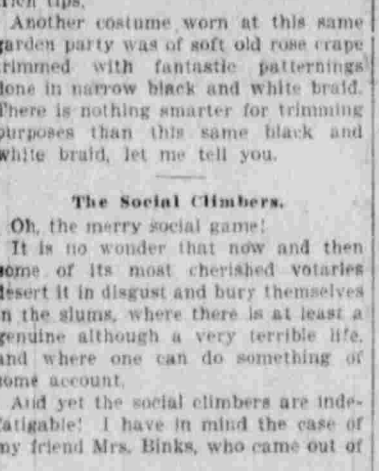 tips.
Another costume worn at this same
garden party was of soft old rose crape
trimmed with fantastic patternings
done in narrow black and white braid.
There is nothing smarter for trimming
purposes than this same black and
white braid, let me tell you.
The Social Climbers.
Oh, the merry social game!
It is no wonder that now and then
some of its most cherished votaries
desert it in disgust and bury themselves
in the slums, where there is at least a
genuine although a very terrible life,
and where one can do something of
some account.
And yet the social climbers are inde-
fatigable! I have in mind the case of
my friend Mrs. Binks, who came out of